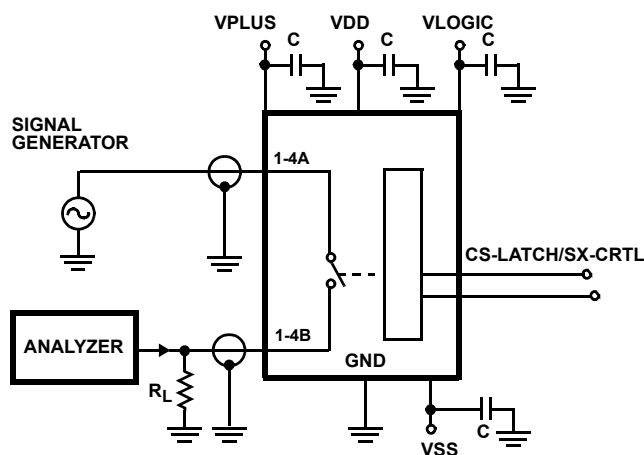 VPLUS
VDD
VLOGIC
C
C
C
SIGNAL
GENERATOR
1-4A
CS-LATCH/SX-CRTL
1-4B
ANALYZER
GND
RL
C
VSS